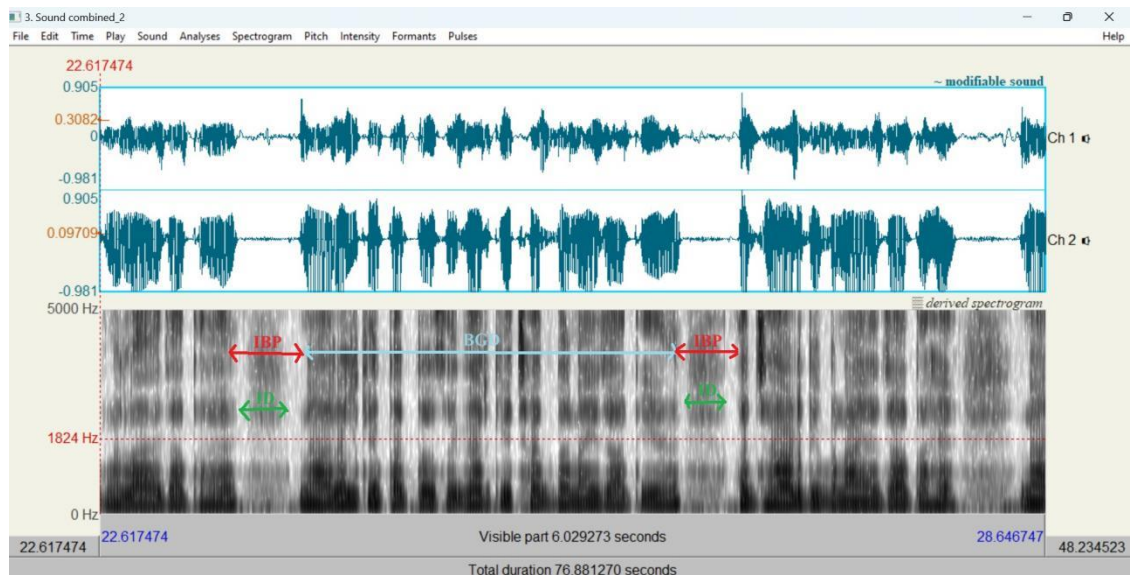 3. Sound combined_2
File Edit Time Play Sound Analyses Spectrogram Pitch Intensity Formants Pulses Help
22.617474
~ modifiable sound
0.905
0.3082
0
-0.981
Ch 1
0.905
0.09709
-0.981
Ch 2
5000 Hz
derived spectrogram
IBP BGD IBP
ID ID
1824 Hz
0 Hz
22.617474 22.617474 Visible part 6.029273 seconds 28.646747 48.234523
Total duration 76.881270 seconds